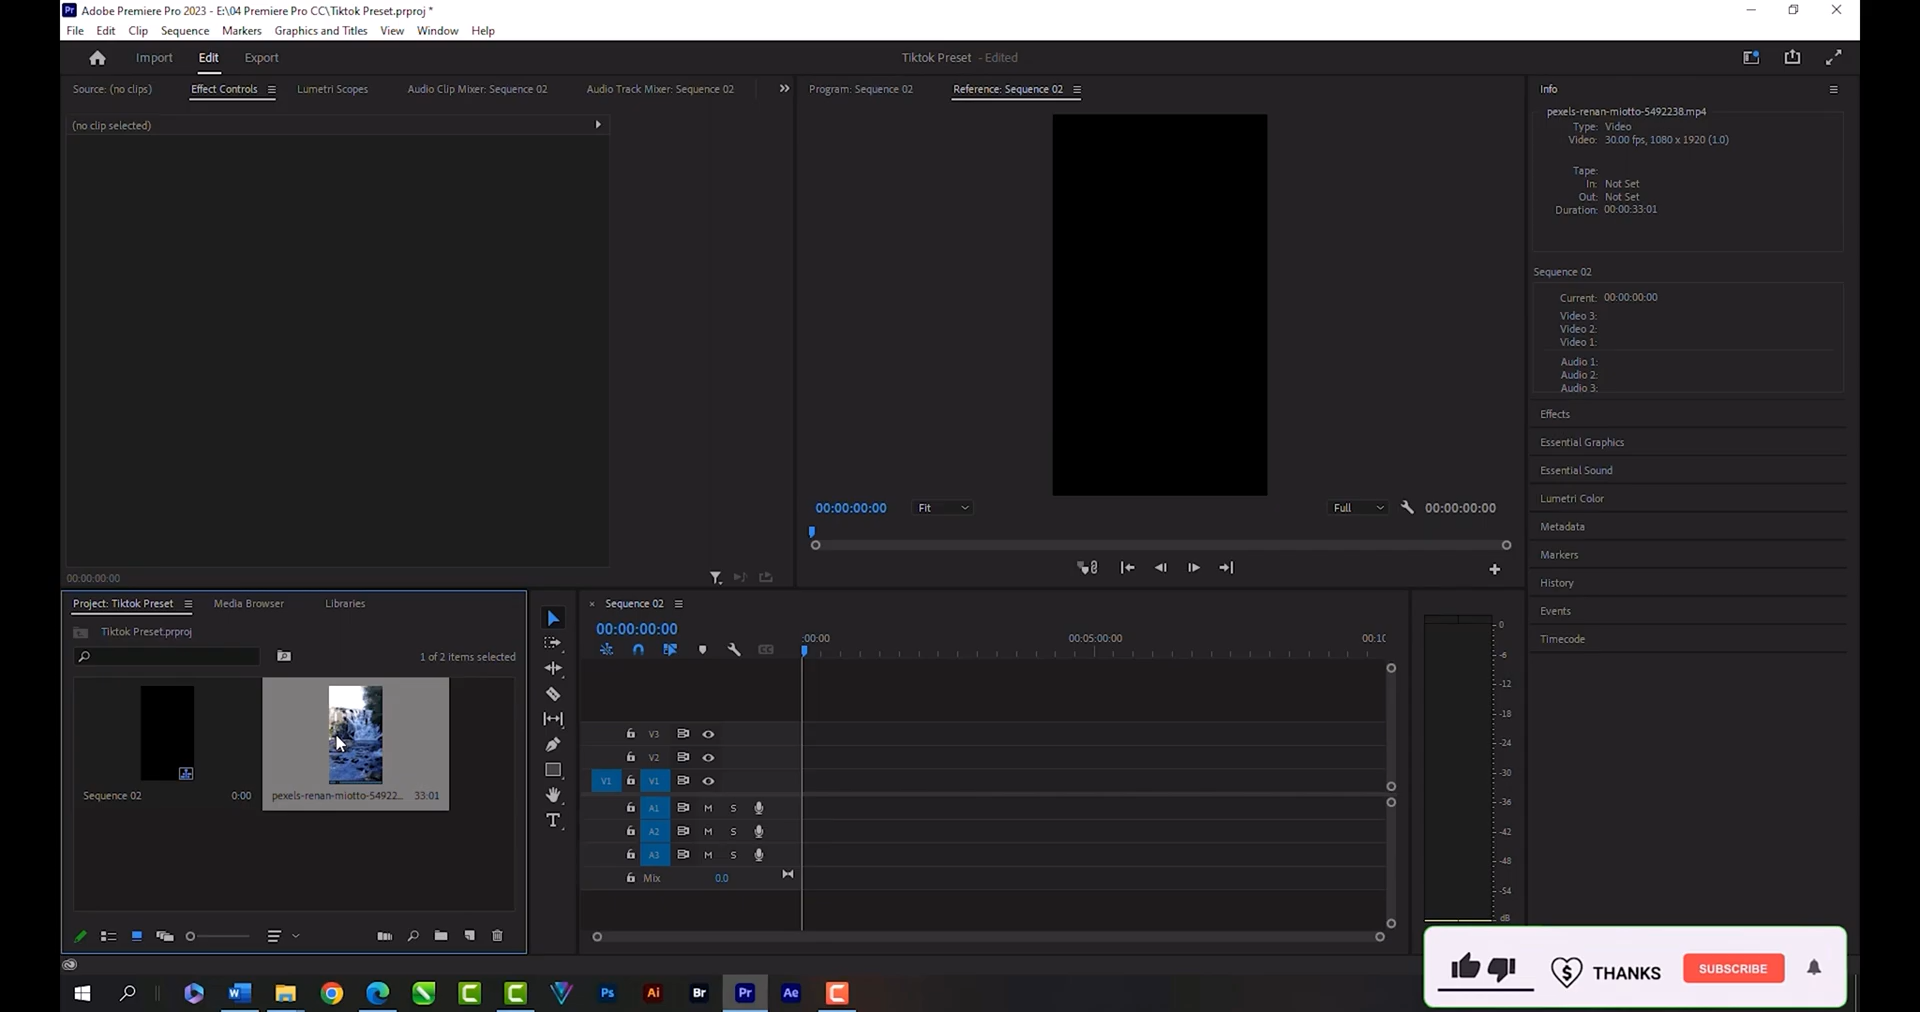 Pr Adobe Premiere Pro 2023 - E:\04 Premiere Pro CC\Tiktok Preset.prproj *
File Edit Clip Sequence Markers Graphics and Titles View Window Help
Import Edit Export Tiktok Preset - Edited
Source: (no clips) Effect Controls Lumetri Scopes Audio Clip Mixer: Sequence 02 Audio Track Mixer: Sequence 02 Program: Sequence 02 Reference: Sequence 02 Info
(no clip selected)
pexels-renan-miotto-5492238.mp4
Type: Video
Video: 30.00 fps, 1080 x 1920 (1.0)
Tape:
In: Not Set
Out: Not Set
Duration: 00:00:33:01
Sequence 02
Current: 00:00:00:00
Video 3:
Video 2:
Video 1:
Audio 1:
Audio 2:
Audio 3:
Effects
Essential Graphics
Essential Sound
Lumetri Color
Metadata
Markers
History
Events
Timecode
00:00:00:00 Fit Full 00:00:00:00
00:00:00:00
Project: Tiktok Preset Media Browser Libraries
Tiktok Preset.prproj
1 of 2 items selected
Sequence 02 0:00
pexels-renan-miotto-54922... 33:01
Sequence 02
00:00:00:00
:00:00 00:05:00:00 00:10
V3
V2
V1 V1
A1 M S
A2 M S
A3 M S
Mix 0.0
0
-6
-12
-18
-24
-30
-36
-42
-48
-54
dB
THANKS SUBSCRIBE
Ps Ai Br Pr Ae